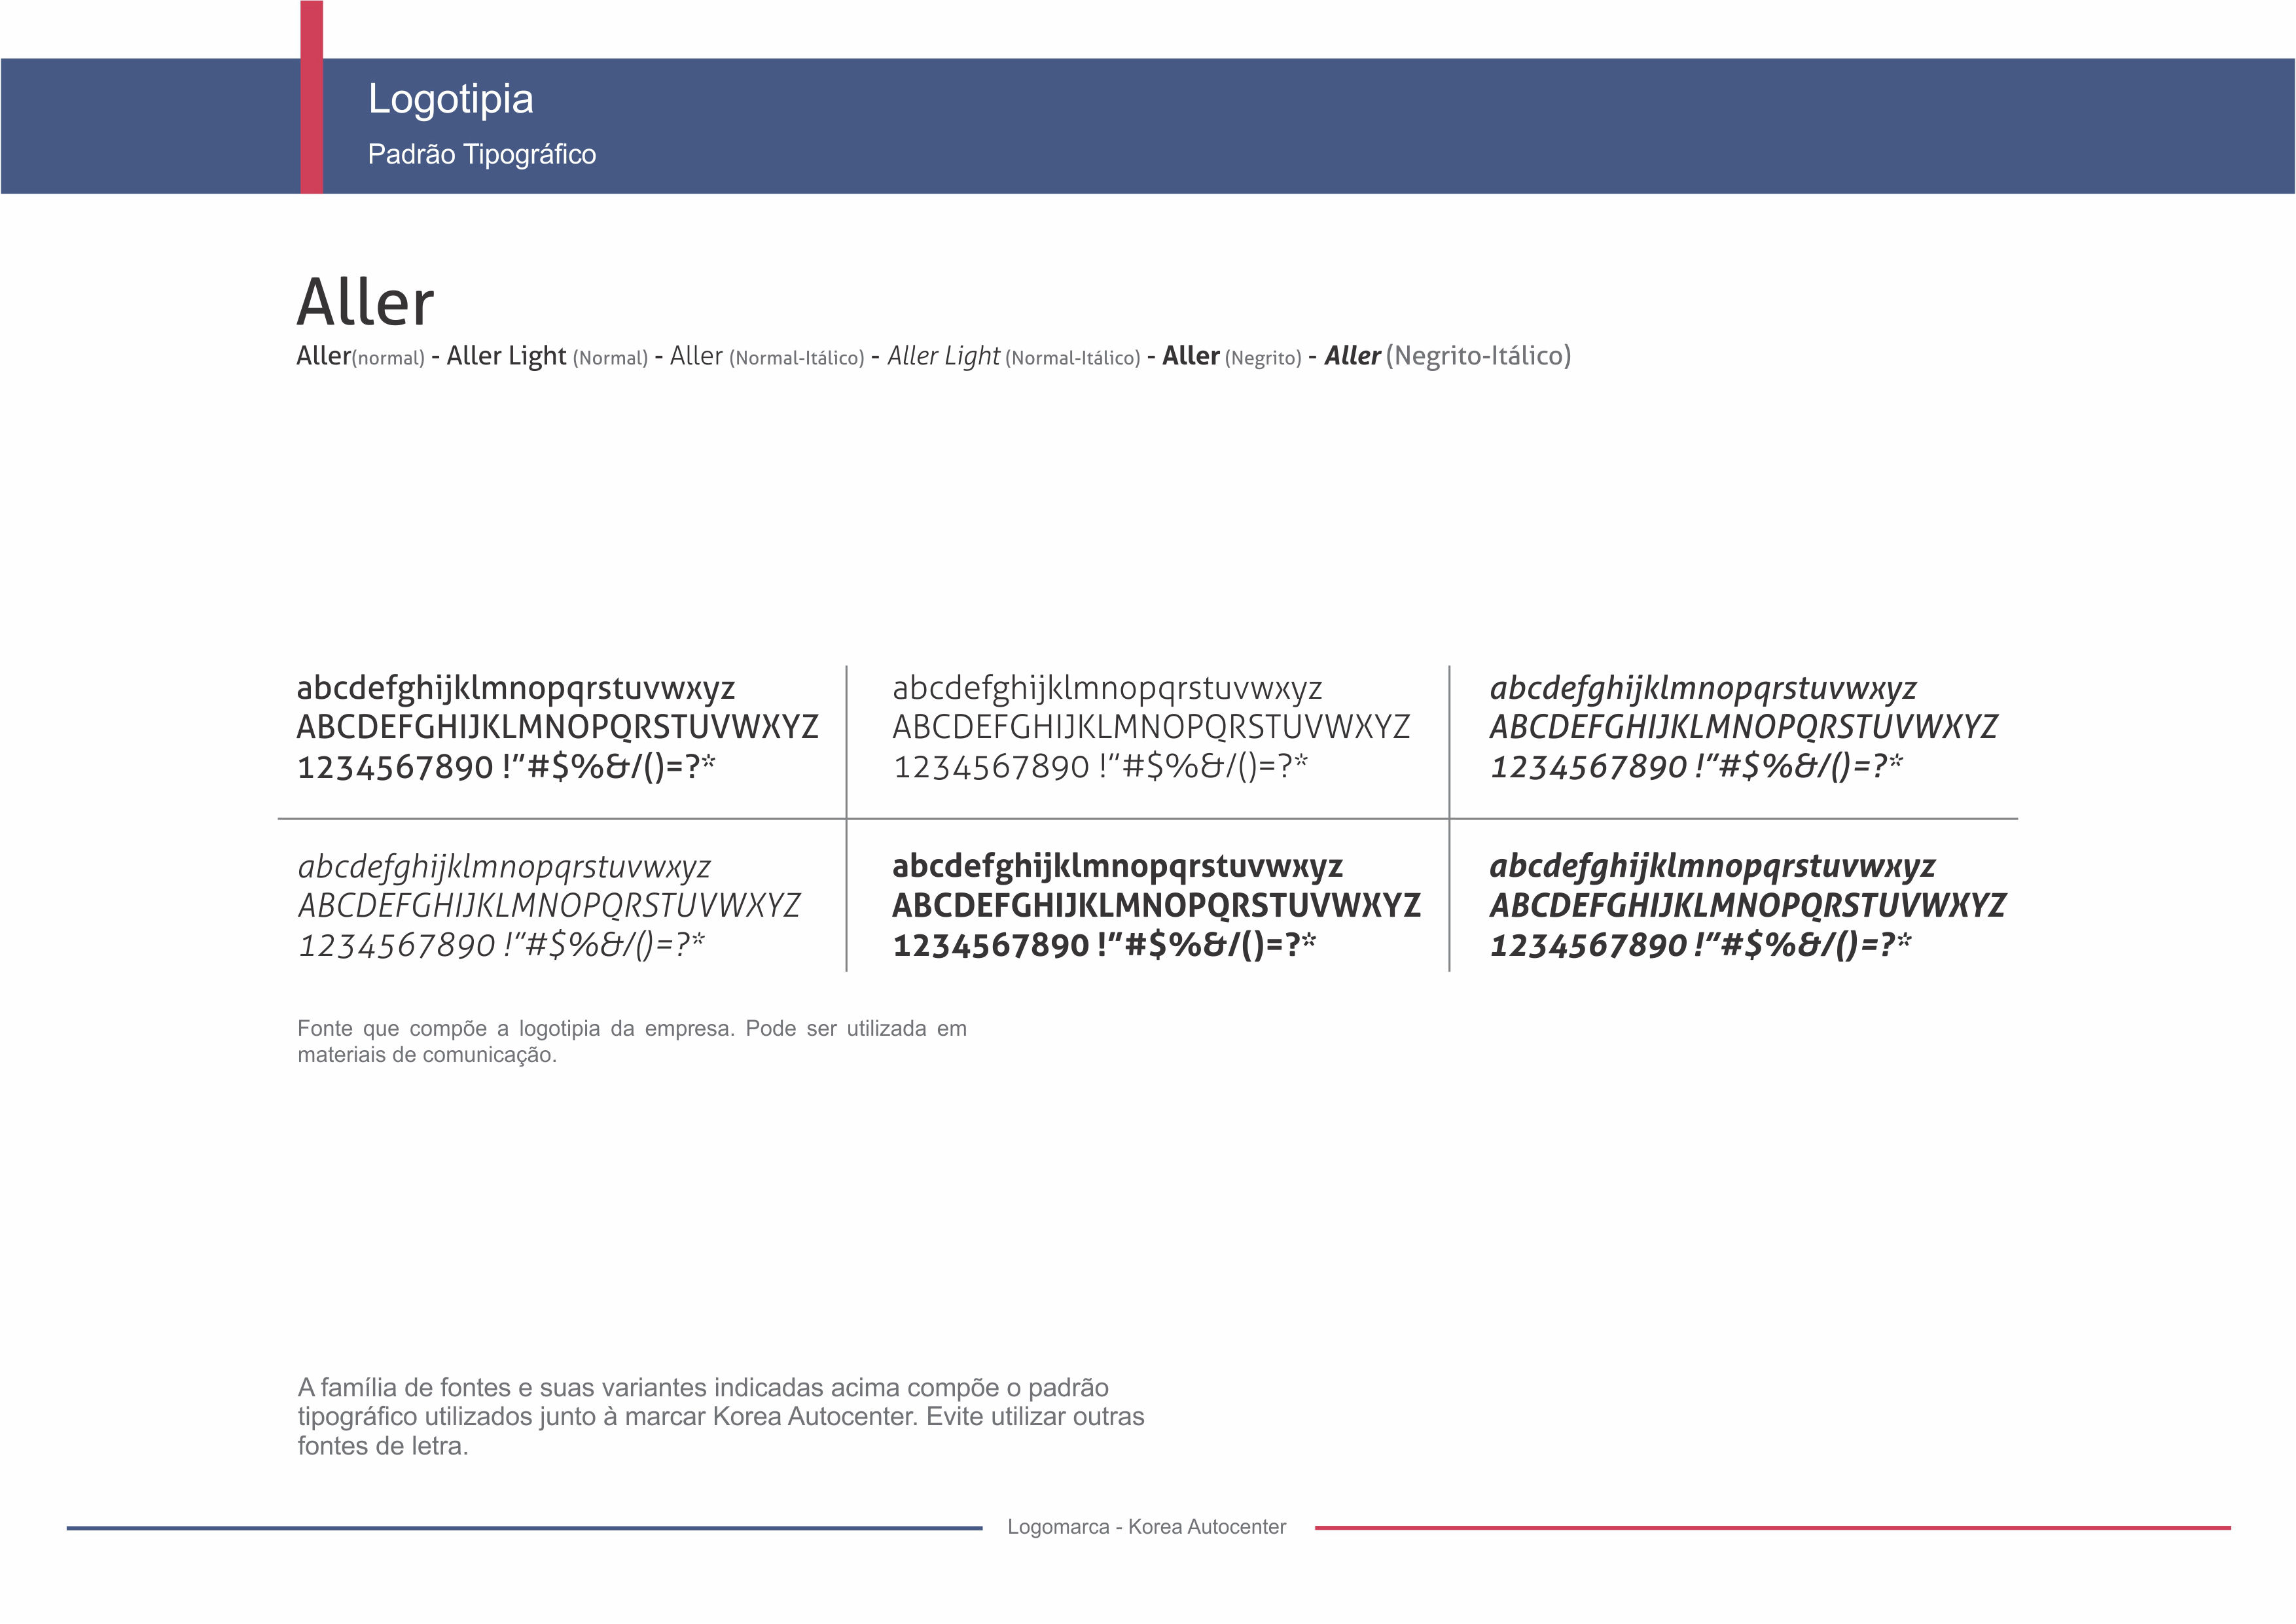 Logotipia
Padrão Tipográfico
Aller
Aller(normal) - Aller Light (Normal) - Aller (Normal-Itálico) - Aller Light (Normal-Itálico) - Aller (Negrito) - Aller (Negrito-Itálico)
abcdefghijklmnopqrstuvwxyz
ABCDEFGHIJKLMNOPQRSTUVWXYZ
1234567890 !”#$%&/()=?*
abcdefghijklmnopqrstuvwxyz
ABCDEFGHIJKLMNOPQRSTUVWXYZ
1234567890 !”#$%&/()=?*
abcdefghijklmnopqrstuvwxyz
ABCDEFGHIJKLMNOPQRSTUVWXYZ
1234567890 !”#$%&/()=?*
abcdefghijklmnopqrstuvwxyz
ABCDEFGHIJKLMNOPQRSTUVWXYZ
1234567890 !”#$%&/()=?*
abcdefghijklmnopqrstuvwxyz
ABCDEFGHIJKLMNOPQRSTUVWXYZ
1234567890 !”#$%&/()=?*
abcdefghijklmnopqrstuvwxyz
ABCDEFGHIJKLMNOPQRSTUVWXYZ
1234567890 !”#$%&/()=?*
Fonte que compõe a logotipia da empresa. Pode ser utilizada em
materiais de comunicação.
A família de fontes e suas variantes indicadas acima compõe o padrão
tipográfico utilizados junto à marcar Korea Autocenter. Evite utilizar outras
fontes de letra.
Logomarca - Korea Autocenter